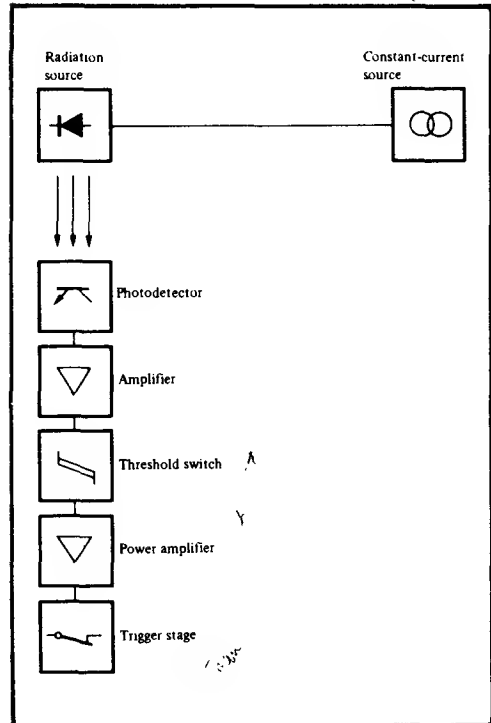 Radiation
source
Constant-current
source
Photodetector
Amplifier
Threshold switch
Power amplifier
Trigger stage